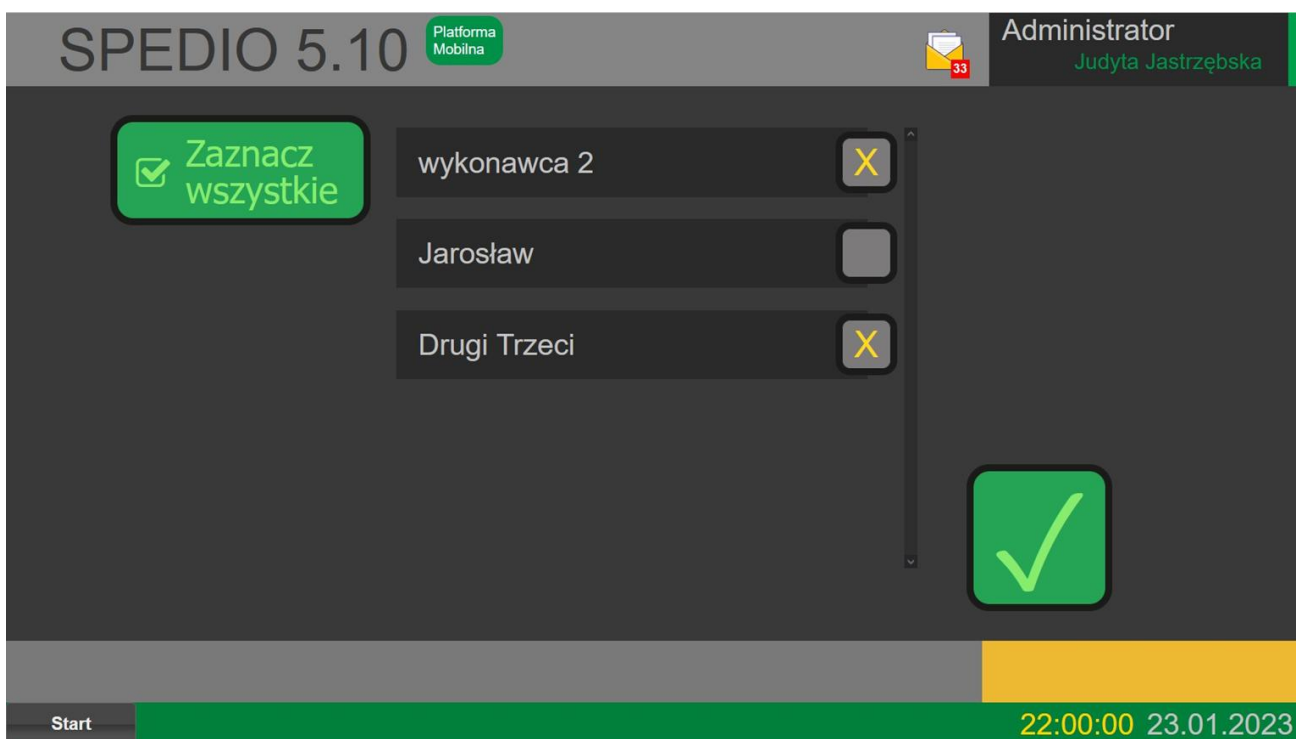 SPEDIO 5.10
Platforma
Mobilna
33
Administrator
Judyta Jastrzębska
Zaznacz
wszystkie
wykonawca 2
X
Jarosław
Drugi Trzeci
X
Start
22:00:00 23.01.2023